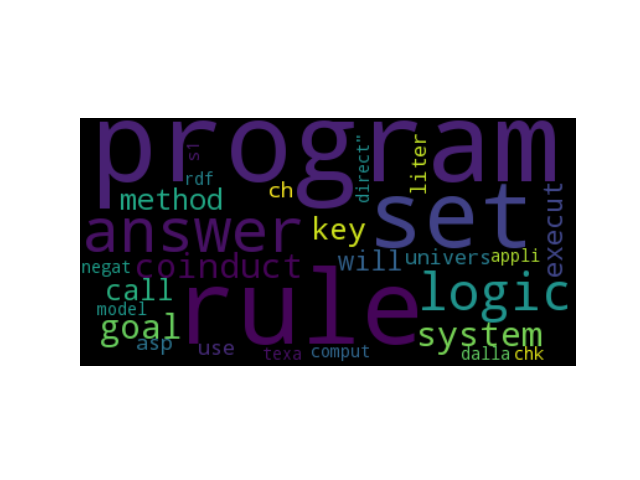 program
s1
rdf
direct"
liter
ch
method
set
execut
answer
key
coinduct
will
univers
appli
negat
call
rule
logic
model
goal
system
asp
use
texa
comput
dalla
chk